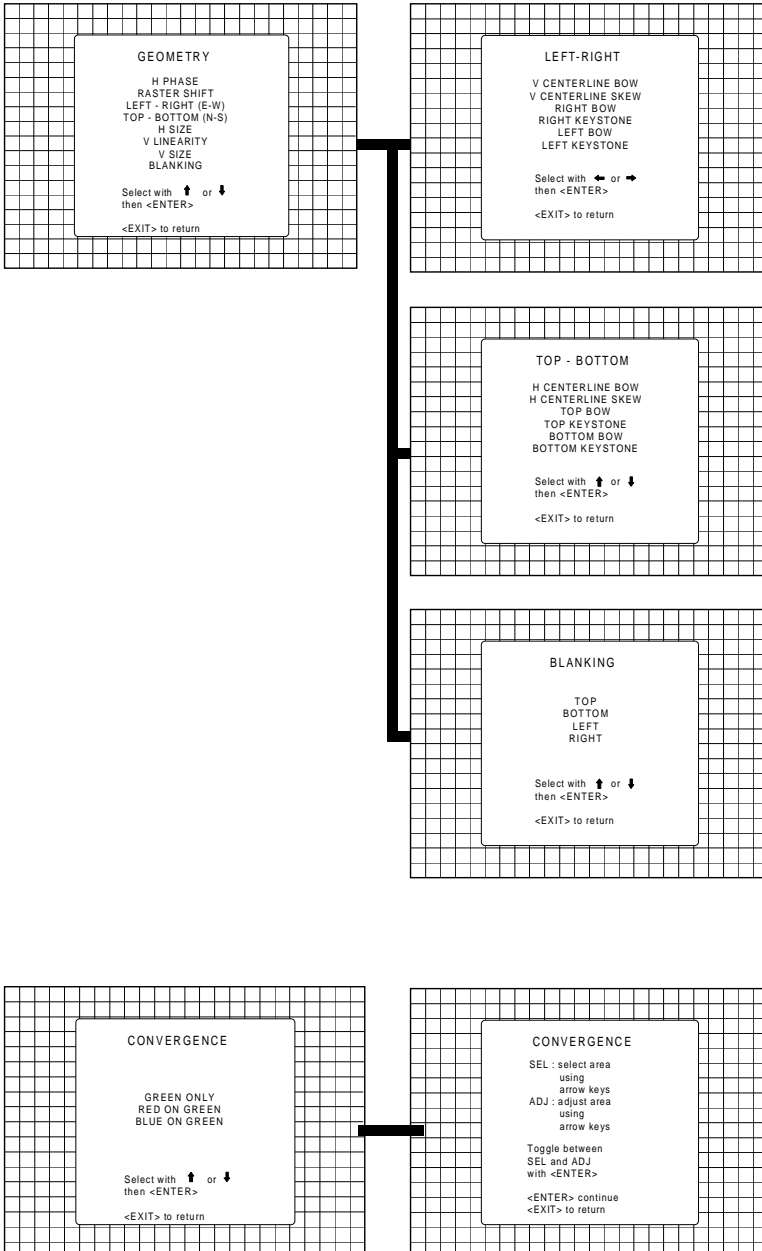 GEOMETRY
H PHASE
RASTER SHIFT
LEFT - RIGHT (E-W)
TOP - BOTTOM (N-S)
H SIZE
V LINEARITY
V SIZE
BLANKING
Select with ⬆ or ⬇
then <ENTER>
<EXIT> to return
LEFT-RIGHT
V CENTERLINE BOW
V CENTERLINE SKEW
RIGHT BOW
RIGHT KEYSTONE
LEFT BOW
LEFT KEYSTONE
Select with ⬅ or ➡
then <ENTER>
<EXIT> to return
TOP - BOTTOM
H CENTERLINE BOW
H CENTERLINE SKEW
TOP BOW
TOP KEYSTONE
BOTTOM BOW
BOTTOM KEYSTONE
Select with ⬆ or ⬇
then <ENTER>
<EXIT> to return
BLANKING
TOP
BOTTOM
LEFT
RIGHT
Select with ⬆ or ⬇
then <ENTER>
<EXIT> to return
CONVERGENCE
GREEN ONLY
RED ON GREEN
BLUE ON GREEN
Select with ⬆ or ⬇
then <ENTER>
<EXIT> to return
CONVERGENCE
SEL : select area
using
arrow keys
ADJ : adjust area
using
arrow keys
Toggle between
SEL and ADJ
with <ENTER>
<ENTER> continue
<EXIT> to return